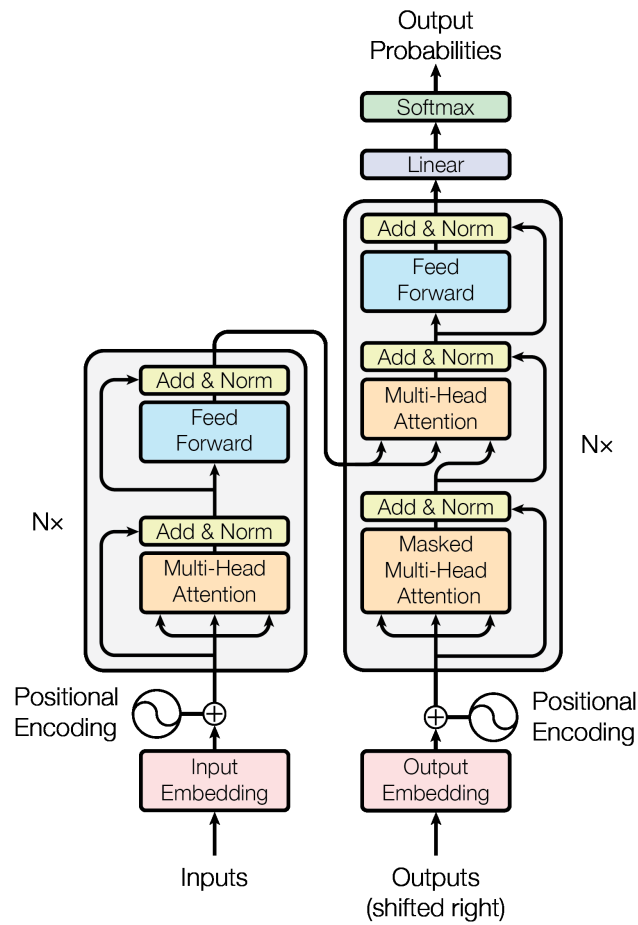 Output
Probabilities
Softmax
Linear
Add & Norm
Feed
Forward
Add & Norm
Multi-Head
Attention
Add & Norm
Masked
Multi-Head
Attention
Nx
Add & Norm
Feed
Forward
Add & Norm
Multi-Head
Attention
N×
Positional
Encoding
Positional
Encoding
Input
Embedding
Output
Embedding
Inputs
Outputs
(shifted right)